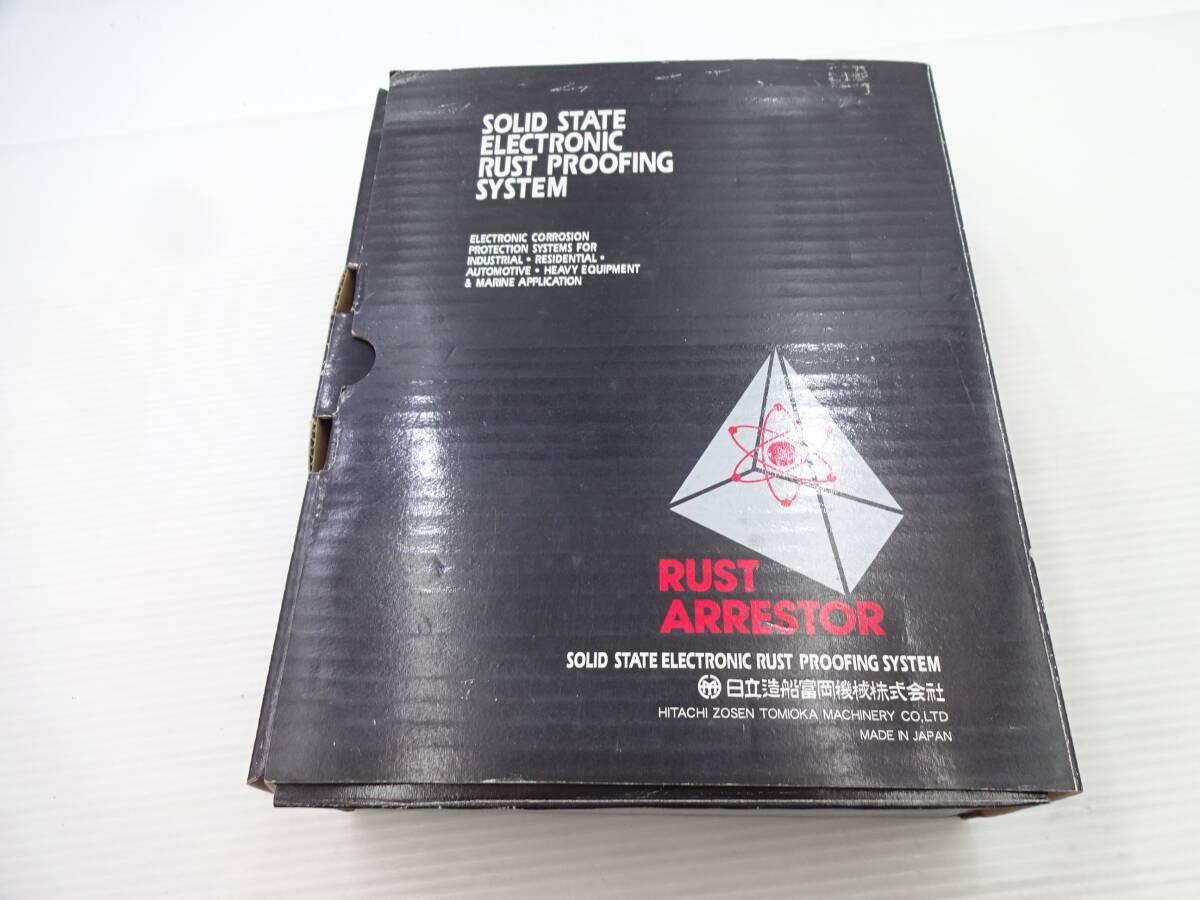 SOLID STATE
ELECTRONIC
RUST PROOFING
SYSTEM
ELECTRONIC CORROSION
PROTECTION SYSTEMS FOR
INDUSTRIAL • RESIDENTIAL •
AUTOMOTIVE • HEAVY EQUIPMENT
& MARINE APPLICATION
RUST
ARRESTOR
SOLID STATE ELECTRONIC RUST PROOFING SYSTEM
日立造船富岡機械株式会社
HITACHI ZOSEN TOMIOKA MACHINERY CO,LTD
MADE IN JAPAN